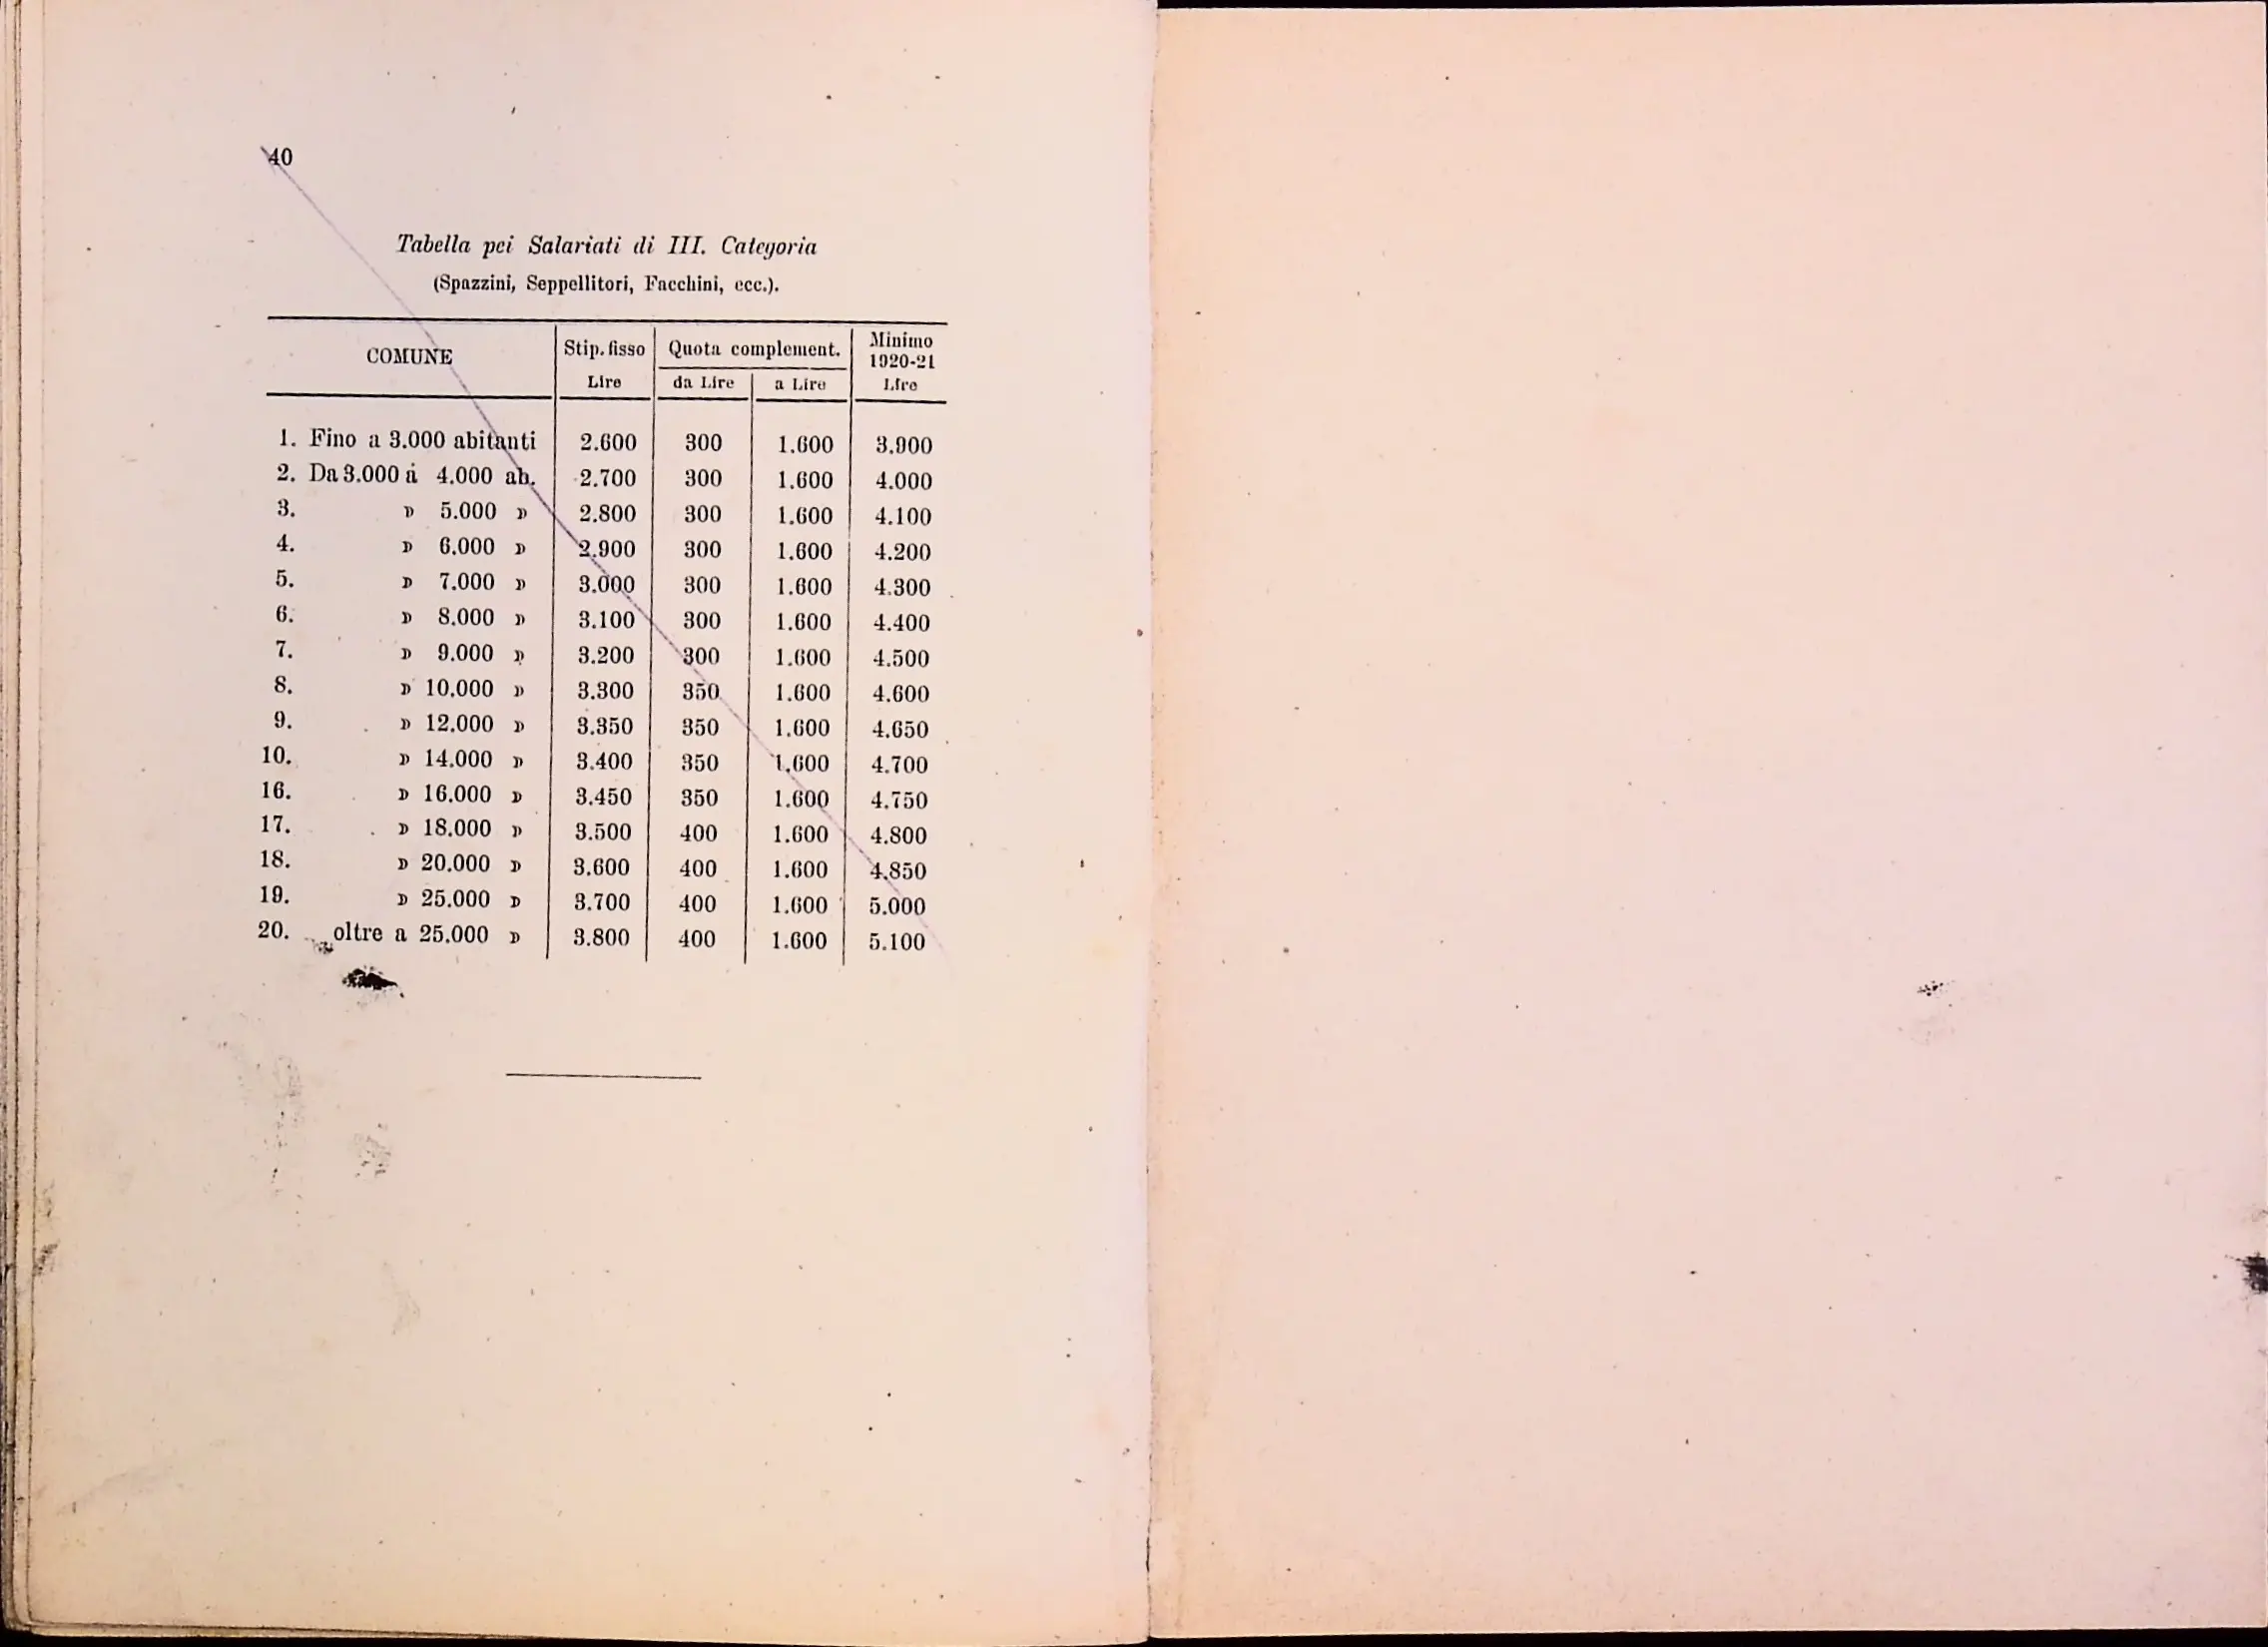 40
Tabella pei Salariati di III. Categoria
(Spazzini, Seppellitori, Facchini, ecc.).
COMUNE Stip. fisso Lire Quota complement. da Lire a Lire Minimo 1920-21 Lire
1. Fino a 3.000 abitanti 2.600 300 1.600 3.900
2. Da 3.000 a 4.000 ab. 2.700 300 1.600 4.000
3. » 5.000 » 2.800 300 1.600 4.100
4. » 6.000 » 2.900 300 1.600 4.200
5. » 7.000 » 3.000 300 1.600 4.300
6. » 8.000 » 3.100 300 1.600 4.400
7. » 9.000 » 3.200 300 1.600 4.500
8. » 10.000 » 3.300 350 1.600 4.600
9. » 12.000 » 3.350 350 1.600 4.650
10. » 14.000 » 3.400 350 1.600 4.700
16. » 16.000 » 3.450 350 1.600 4.750
17. » 18.000 » 3.500 400 1.600 4.800
18. » 20.000 » 3.600 400 1.600 4.850
19. » 25.000 » 3.700 400 1.600 5.000
20. oltre a 25.000 » 3.800 400 1.600 5.100